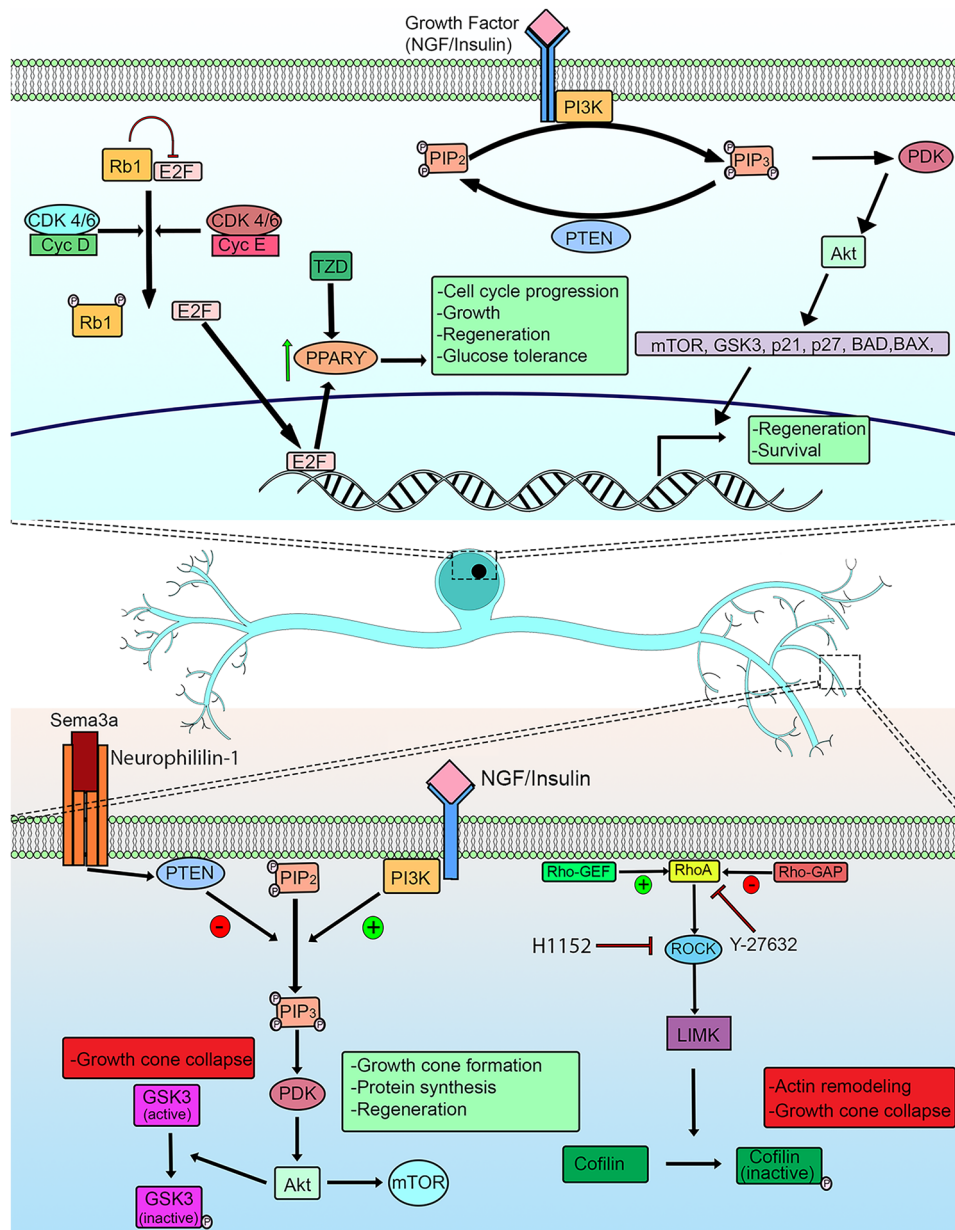 Growth Factor
(NGF/Insulin)
PI3K
Rb1
E2F
PIP2
P
P
PIP3
P
P
P
PDK
CDK 4/6
Cyc D
CDK 4/6
Cyc E
PTEN
Akt
TZD
P
P
Rb1
E2F
PPARY
-Cell cycle progression
-Growth
-Regeneration
-Glucose tolerance
mTOR, GSK3, p21, p27, BAD,BAX,
E2F
-Regeneration
-Survival
Sema3a
Neurophililin-1
NGF/Insulin
PTEN
PIP2
P
P
PI3K
Rho-GEF
RhoA
Rho-GAP
-
+
+
-
H1152
ROCK
Y-27632
PIP3
P
P
P
LIMK
-Growth cone collapse
GSK3
(active)
PDK
-Growth cone formation
-Protein synthesis
-Regeneration
-Actin remodeling
-Growth cone collapse
GSK3
(inactive)
P
Akt
mTOR
Cofilin
Cofilin
(inactive)
P